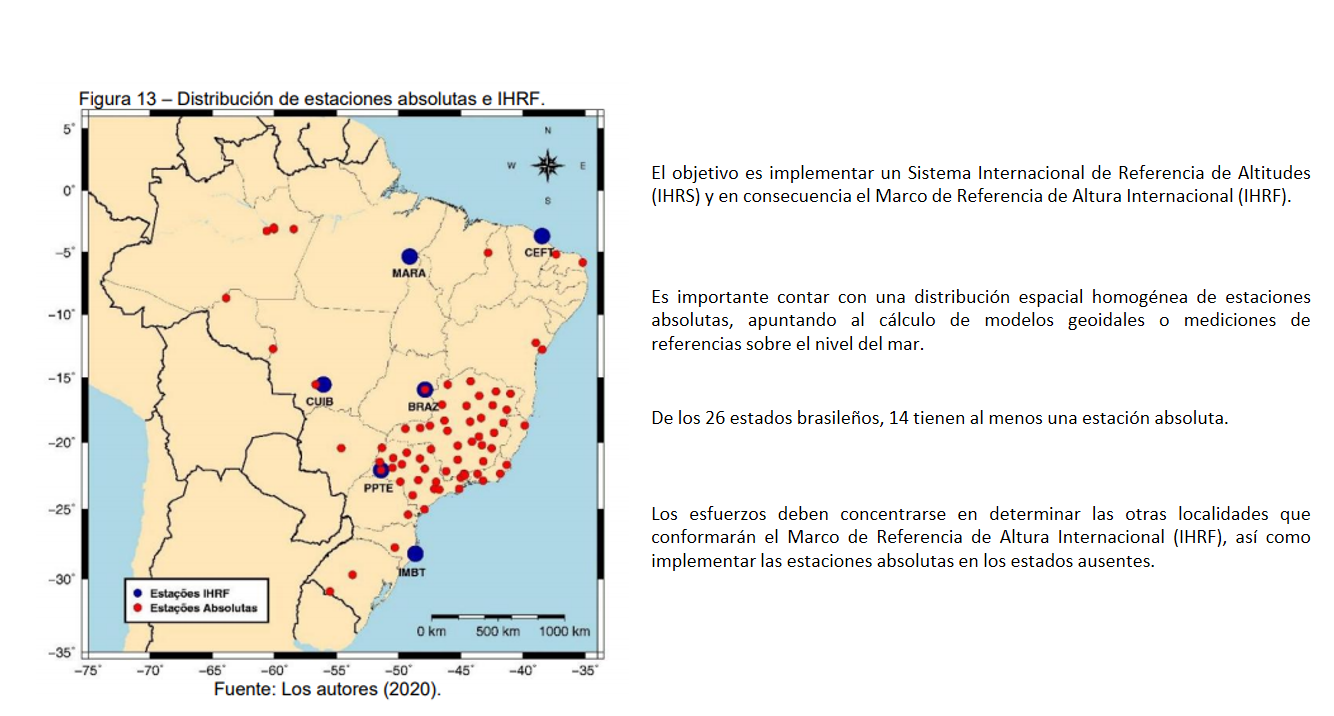 Figura 13 – Distribución de estaciones absolutas e IHRF.
5°
0°
−5°
−10°
−15°
−20°
−25°
−30°
−35°
−75°
−70°
−65°
−60°
−55°
−50°
−45°
−40°
−35°
N
W
E
S
CEFT
MARA
CUIB
BRAZ
PPTE
IMBT
Estações IHRF
Estações Absolutas
0 km
500 km
1000 km
Fuente: Los autores (2020).
El objetivo es implementar un Sistema Internacional de Referencia de Altitudes
(IHRS) y en consecuencia el Marco de Referencia de Altura Internacional (IHRF).
Es importante contar con una distribución espacial homogénea de estaciones
absolutas, apuntando al cálculo de modelos geoidales o mediciones de
referencias sobre el nivel del mar.
De los 26 estados brasileños, 14 tienen al menos una estación absoluta.
Los esfuerzos deben concentrarse en determinar las otras localidades que
conformarán el Marco de Referencia de Altura Internacional (IHRF), así como
implementar las estaciones absolutas en los estados ausentes.